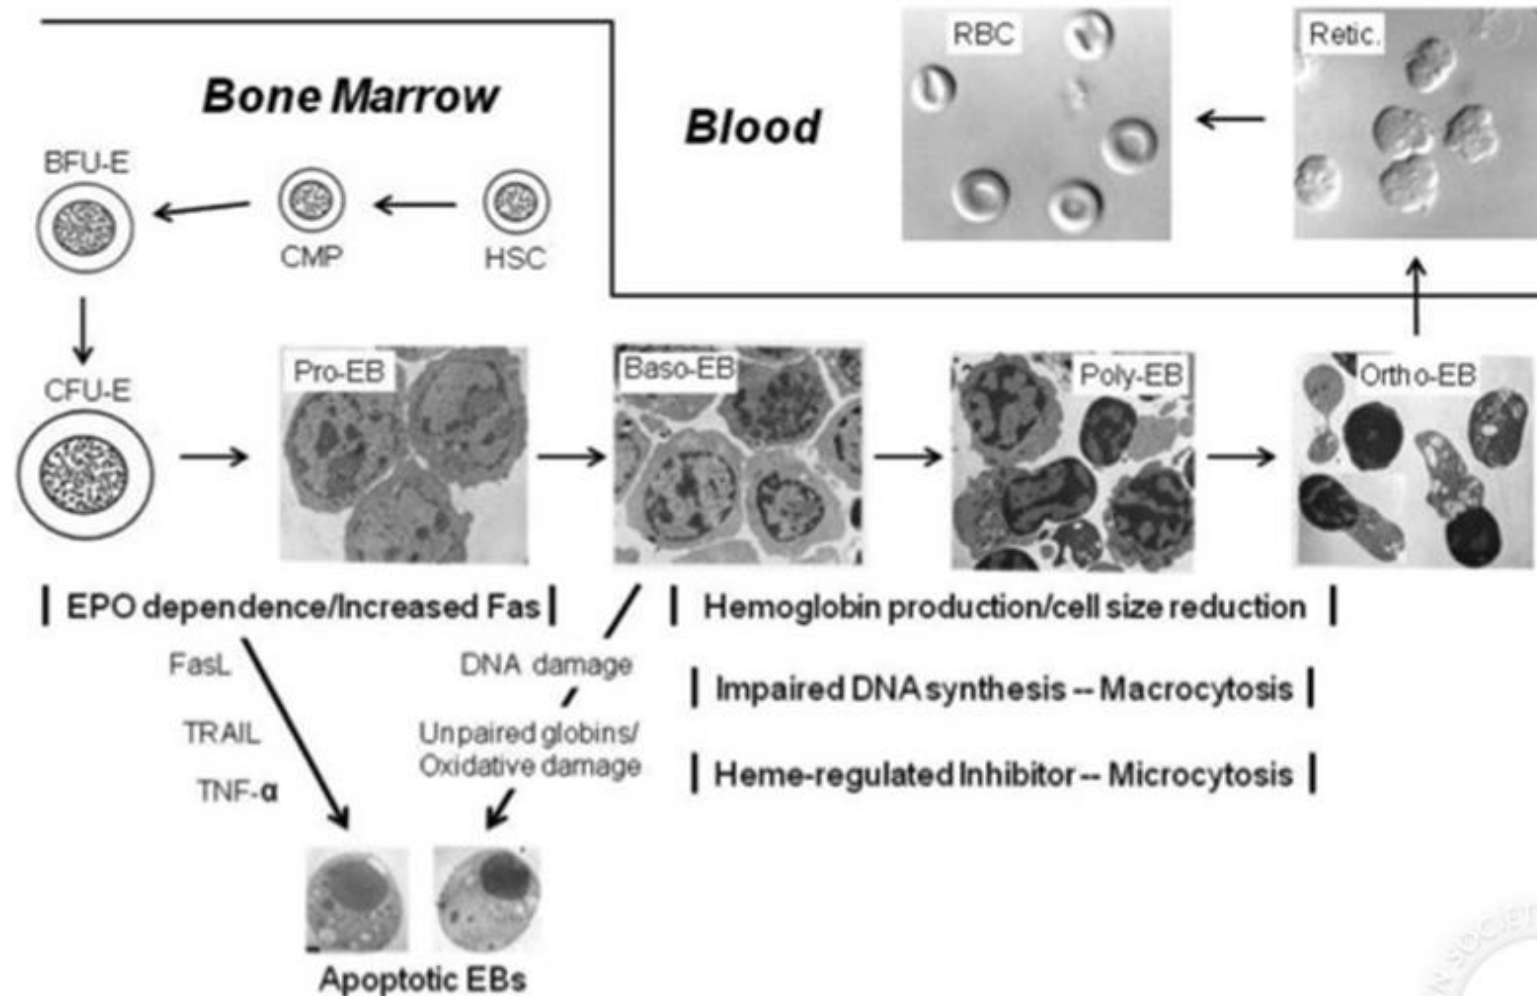 Bone Marrow
Blood
RBC
Retic.
BFU-E
CMP
HSC
CFU-E
Pro-EB
Baso-EB
Poly-EB
Ortho-EB
EPO dependence/Increased Fas
Hemoglobin production/cell size reduction
FasL
DNA damage
Impaired DNA synthesis -- Macrocytosis
TRAIL
Unpaired globins/
Oxidative damage
Heme-regulated Inhibitor -- Microcytosis
TNF-α
Apoptotic EBs
N SOCIET